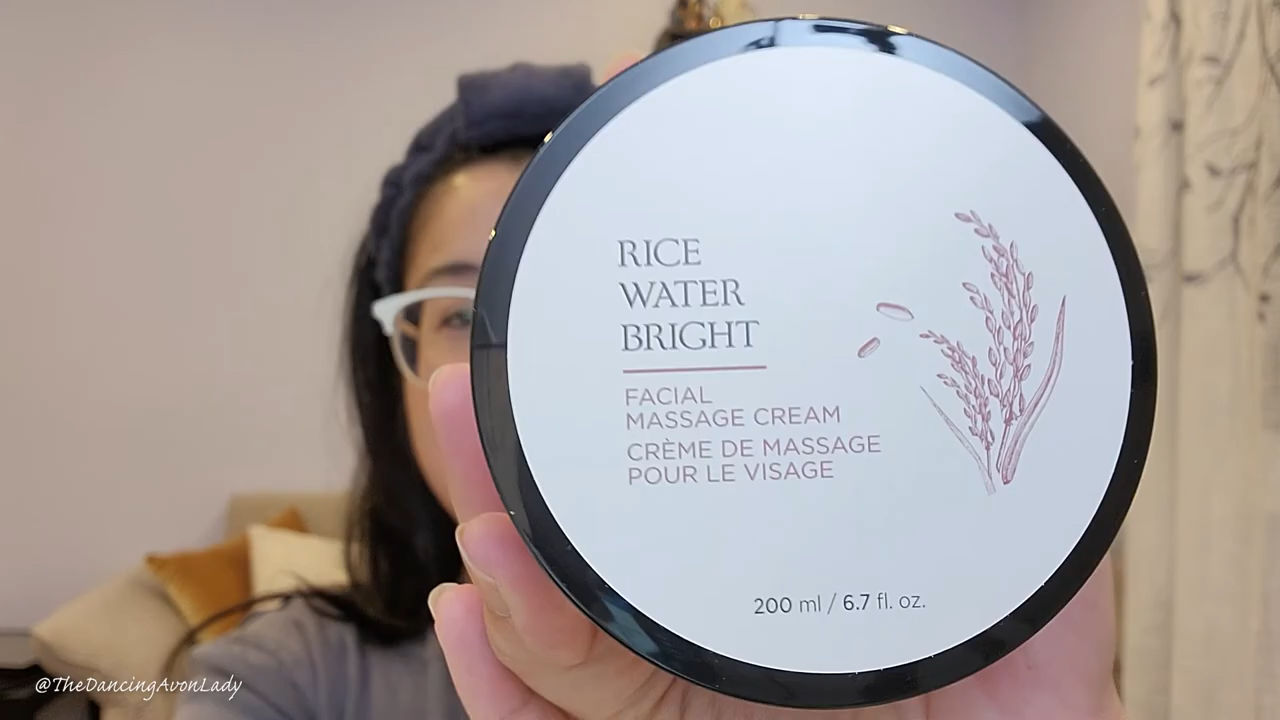 RICE
WATER
BRIGHT
FACIAL
MASSAGE CREAM
CRÈME DE MASSAGE
POUR LE VISAGE
200 ml / 6.7 fl. oz.
@TheDancingAvonLady